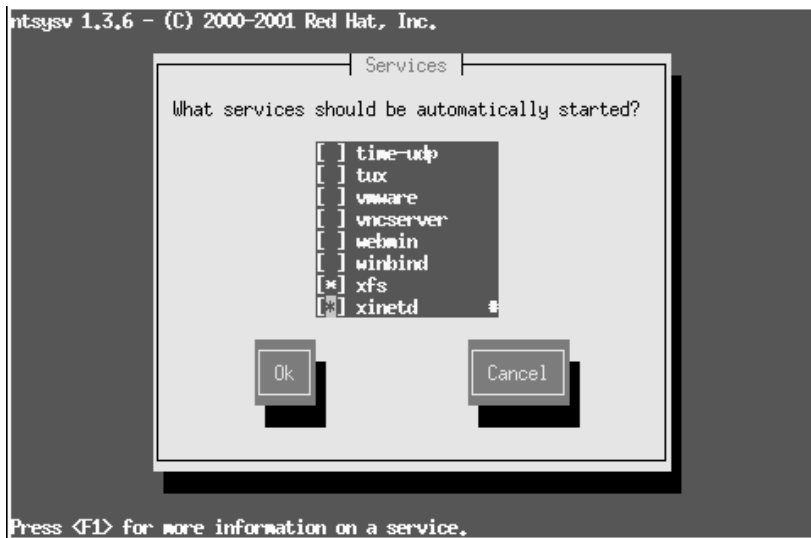 ntsysv 1.3.6 - (C) 2000-2001 Red Hat, Inc.
Services
What services should be automatically started?
[ ] time-udp
[ ] tux
[ ] vmware
[ ] vncserver
[ ] webmin
[ ] winbind
[*] xfs
[*] xinetd #
Ok Cancel
Press <F1> for more information on a service.